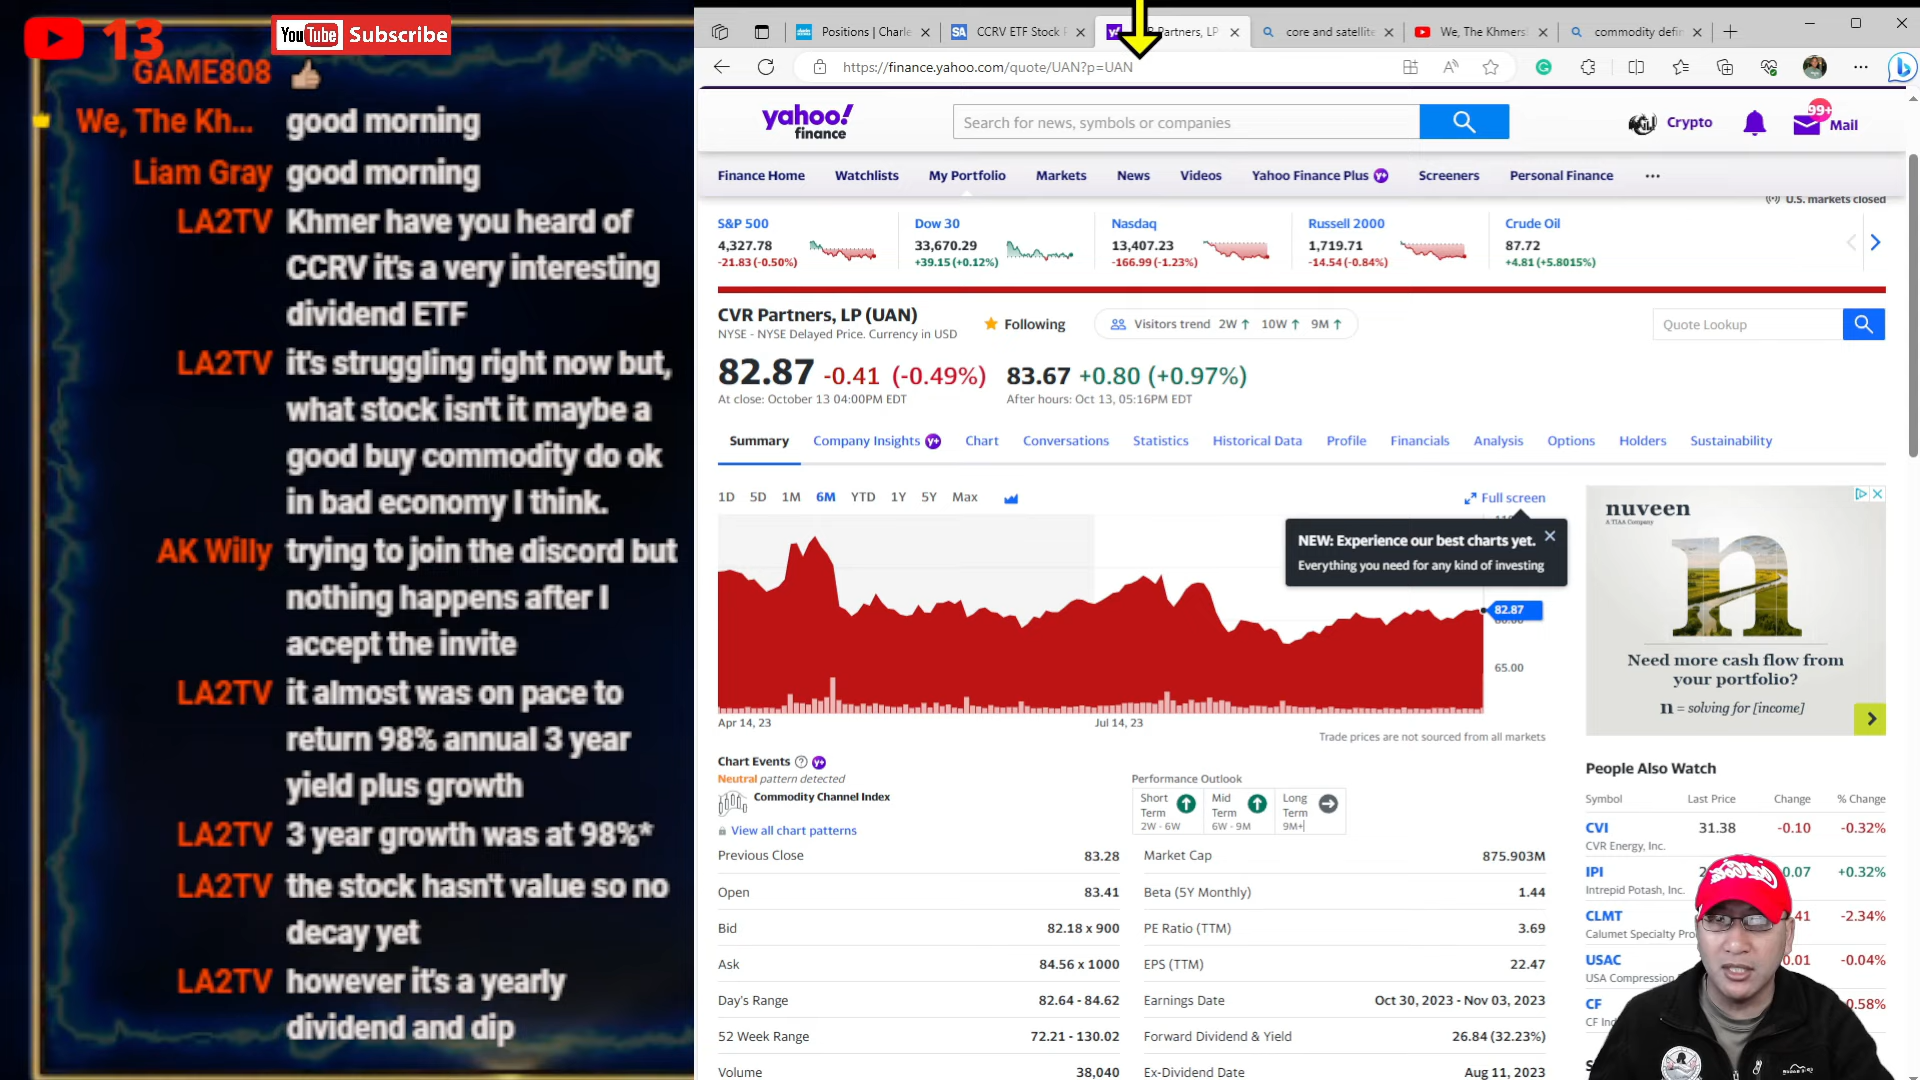 13
YouTube Subscribe
GAME808
We, The Kh... good morning
Liam Gray good morning
LA2TV Khmer have you heard of
CCRV it's a very interesting
dividend ETF
LA2TV it's struggling right now but,
what stock isn't it maybe a
good buy commodity do ok
in bad economy I think.
AK Willy trying to join the discord but
nothing happens after I
accept the invite
LA2TV it almost was on pace to
return 98% annual 3 year
yield plus growth
LA2TV 3 year growth was at 98%*
LA2TV the stock hasn't value so no
decay yet
LA2TV however it's a yearly
dividend and dip
Positions | Charle
SA CCRV ETF Stock P
Partners, LP
core and satellite
We, The Khmers
commodity defin
https://finance.yahoo.com/quote/UAN?p=UAN
yahoo!
finance
Search for news, symbols or companies
Crypto
99+
Mail
Finance Home Watchlists My Portfolio Markets News Videos Yahoo Finance Plus Y+ Screeners Personal Finance ...
U.S. markets closed
S&P 500
4,327.78
-21.83 (-0.50%)
Dow 30
33,670.29
+39.15 (+0.12%)
Nasdaq
13,407.23
-166.99 (-1.23%)
Russell 2000
1,719.71
-14.54 (-0.84%)
Crude Oil
87.72
+4.81 (+5.8015%)
CVR Partners, LP (UAN)
NYSE - NYSE Delayed Price. Currency in USD
Following
Visitors trend 2W↑ 10W↑ 9M↑
Quote Lookup
82.87 -0.41 (-0.49%)
At close: October 13 04:00PM EDT
83.67 +0.80 (+0.97%)
After hours: Oct 13, 05:16PM EDT
Summary Company Insights Y+ Chart Conversations Statistics Historical Data Profile Financials Analysis Options Holders Sustainability
1D 5D 1M 6M YTD 1Y 5Y Max
Full screen
NEW: Experience our best charts yet.
Everything you need for any kind of investing
82.87
65.00
Apr 14, 23
Jul 14, 23
Trade prices are not sourced from all markets
nuveen
A TIAA Company
Need more cash flow from
your portfolio?
n = solving for [income]
Chart Events
Neutral pattern detected
Commodity Channel Index
View all chart patterns
Performance Outlook
Short
Term
2W - 6W
Mid
Term
6W - 9M
Long
Term
9M+
Previous Close 83.28
Open 83.41
Bid 82.18 x 900
Ask 84.56 x 1000
Day's Range 82.64 - 84.62
52 Week Range 72.21 - 130.02
Volume 38,040
Market Cap 875.903M
Beta (5Y Monthly) 1.44
PE Ratio (TTM) 3.69
EPS (TTM) 22.47
Earnings Date Oct 30, 2023 - Nov 03, 2023
Forward Dividend & Yield 26.84 (32.23%)
Ex-Dividend Date Aug 11, 2023
People Also Watch
Symbol Last Price Change % Change
CVI 31.38 -0.10 -0.32%
CVR Energy, Inc.
IPI 0.07 +0.32%
Intrepid Potash, Inc.
CLMT .41 -2.34%
Calumet Specialty Pro
USAC 0.01 -0.04%
USA Compression
CF 0.58%
CF Ind